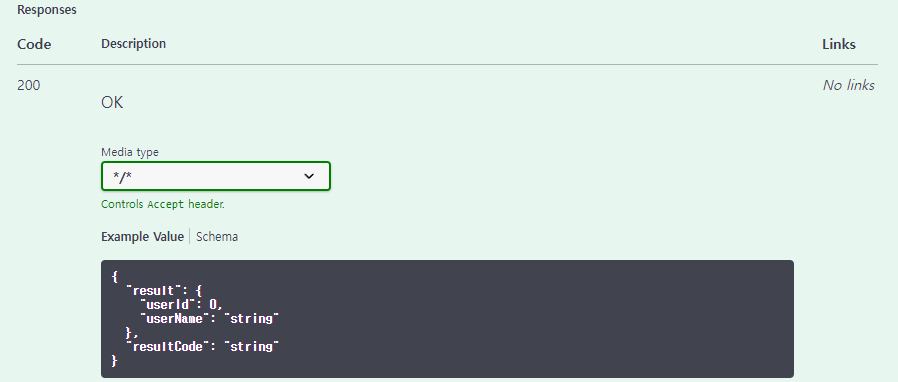 Responses
Code Description Links
200 OK No links
Media type
*/*
Controls Accept header.
Example Value Schema
{
  "result": {
    "userId": 0,
    "userName": "string"
  },
  "resultCode": "string"
}